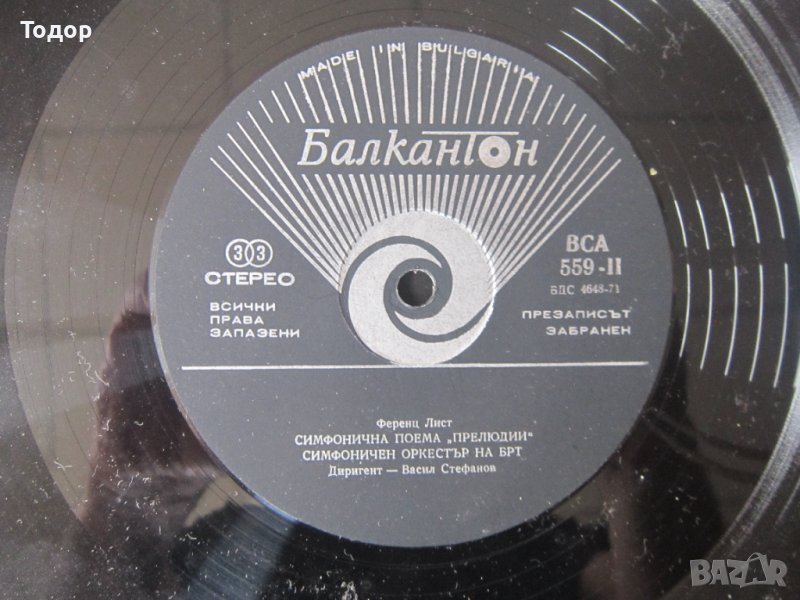 Тодор
MADE IN BULGARIA
Балкантон
33
СТЕРЕО
ВСИЧКИ
ПРАВА
ЗАПАЗЕНИ
ВСА
559-II
БДС 4648-71
ПРЕЗАПИСЪТ
ЗАБРАНЕН
Ференц Лист
СИМФОНИЧНА ПОЕМА „ПРЕЛЮДИИ“
СИМФОНИЧЕН ОРКЕСТЪР НА БРТ
Диригент — Васил Стефанов
BAZAR